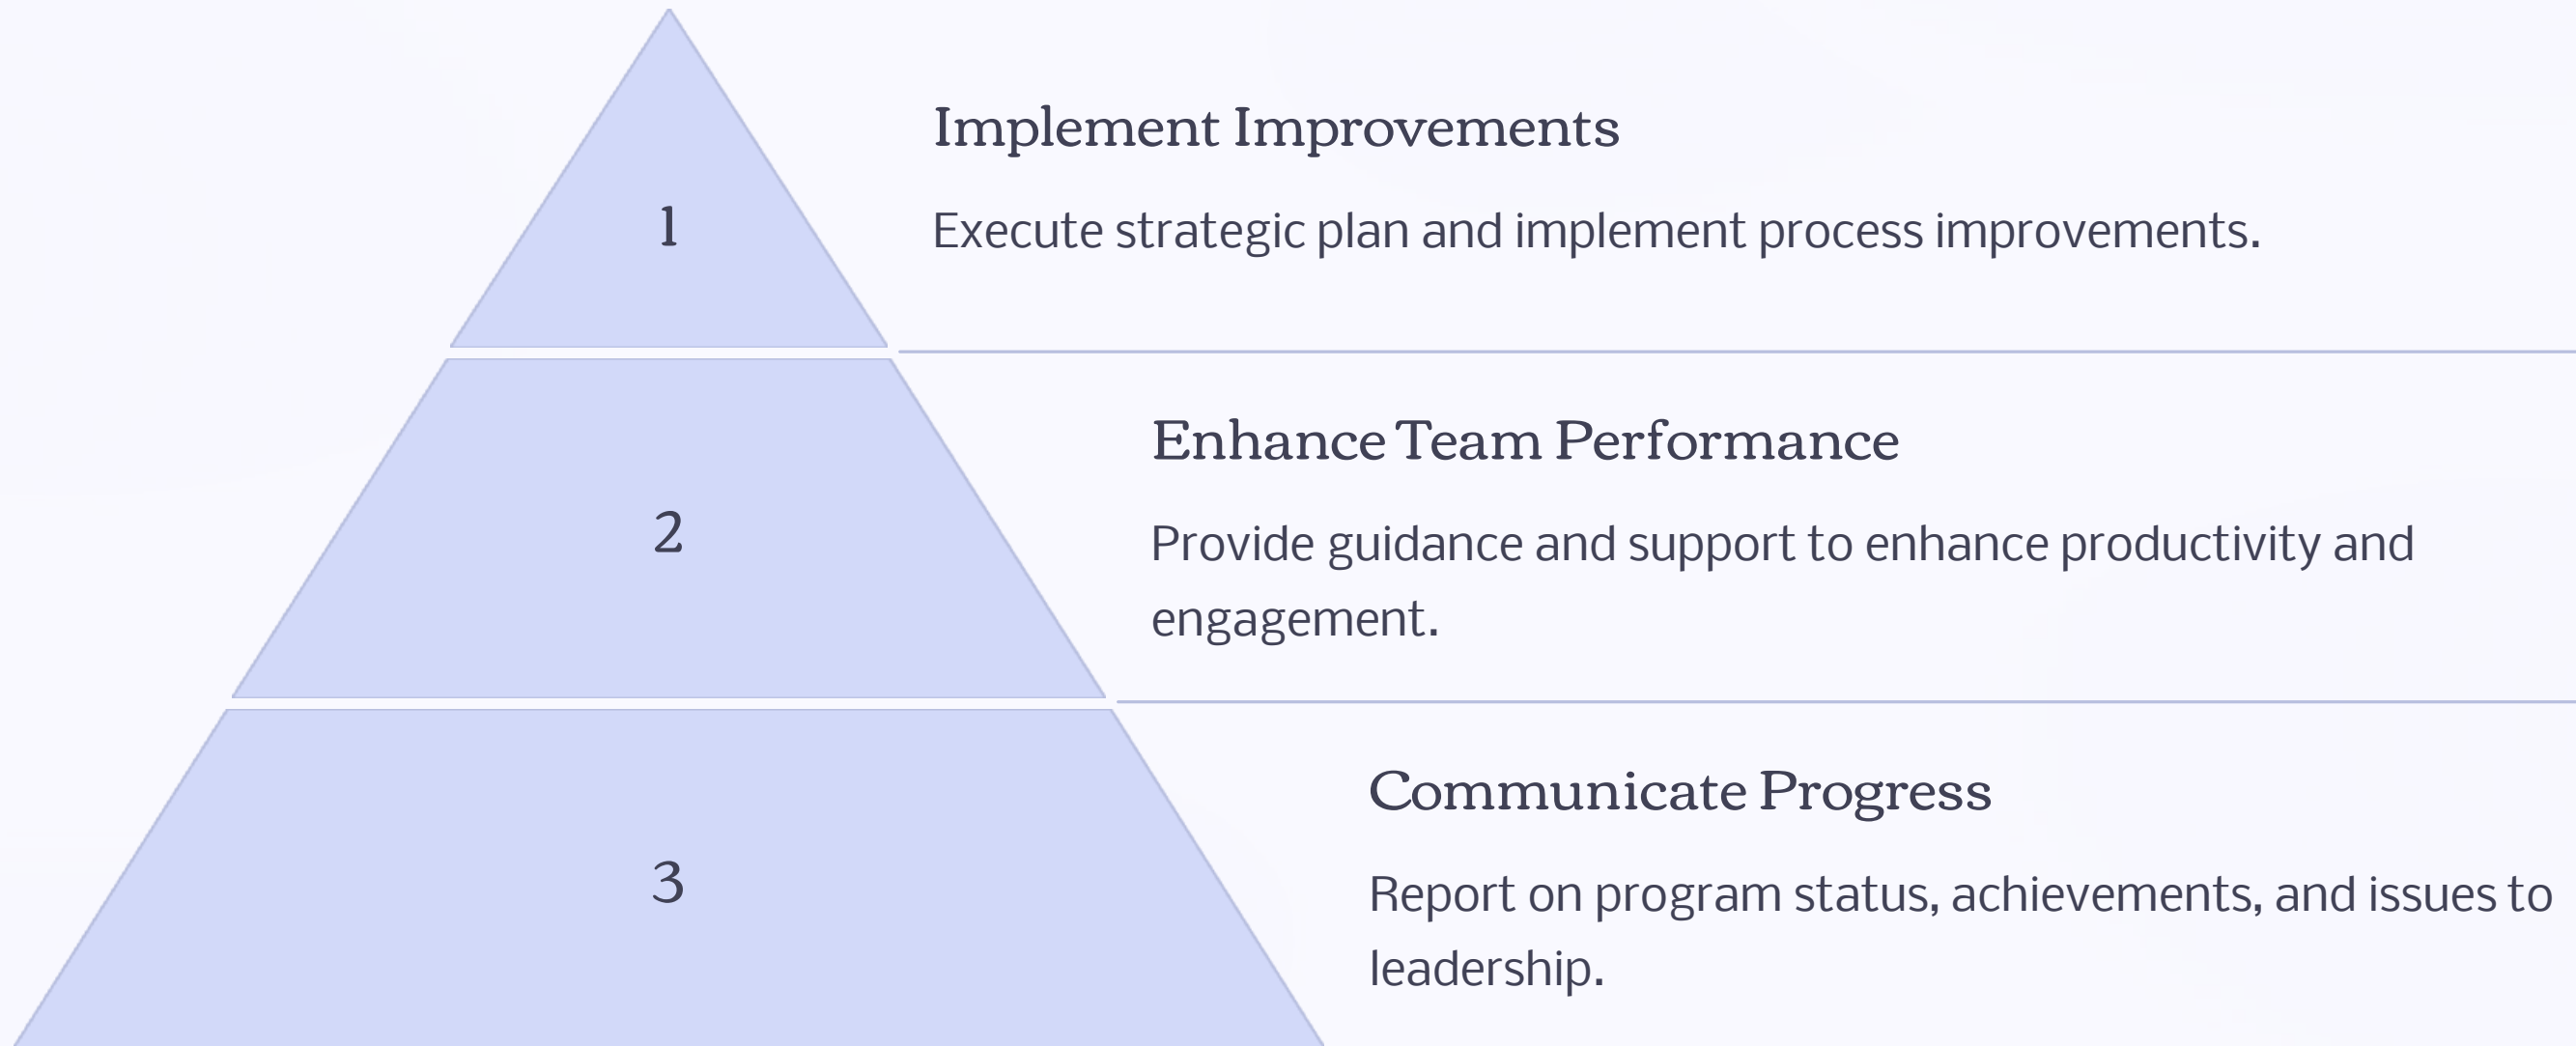 1
Implement Improvements
Execute strategic plan and implement process improvements.
2
Enhance Team Performance
Provide guidance and support to enhance productivity and
engagement.
3
Communicate Progress
Report on program status, achievements, and issues to
leadership.